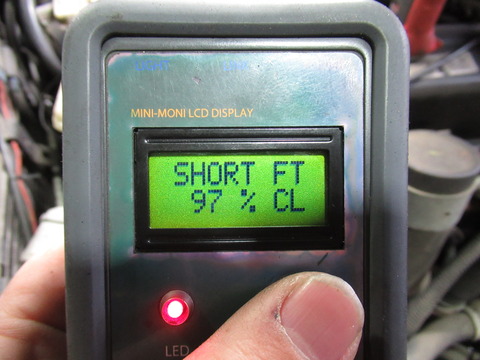 MINI-MONI LCD DISPLAY
SHORT FT
97 % CL
LED